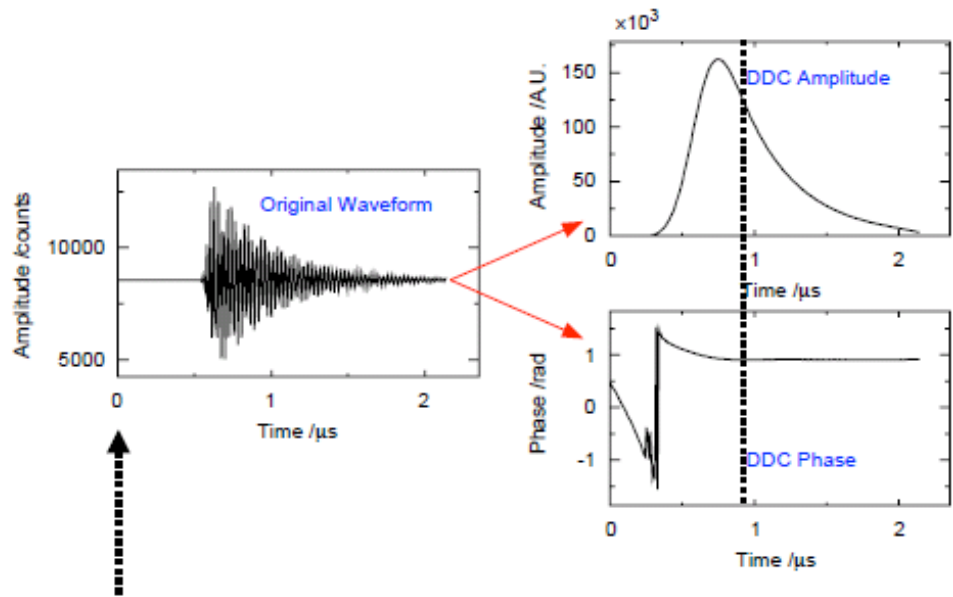 Amplitude /counts
10000
5000
Original Waveform
0
1
2
Time /μs
×10³
Amplitude /A.U.
150
100
50
0
DDC Amplitude
0
1
2
Time /μs
Phase /rad
1
0
-1
DDC Phase
0
1
2
Time /μs